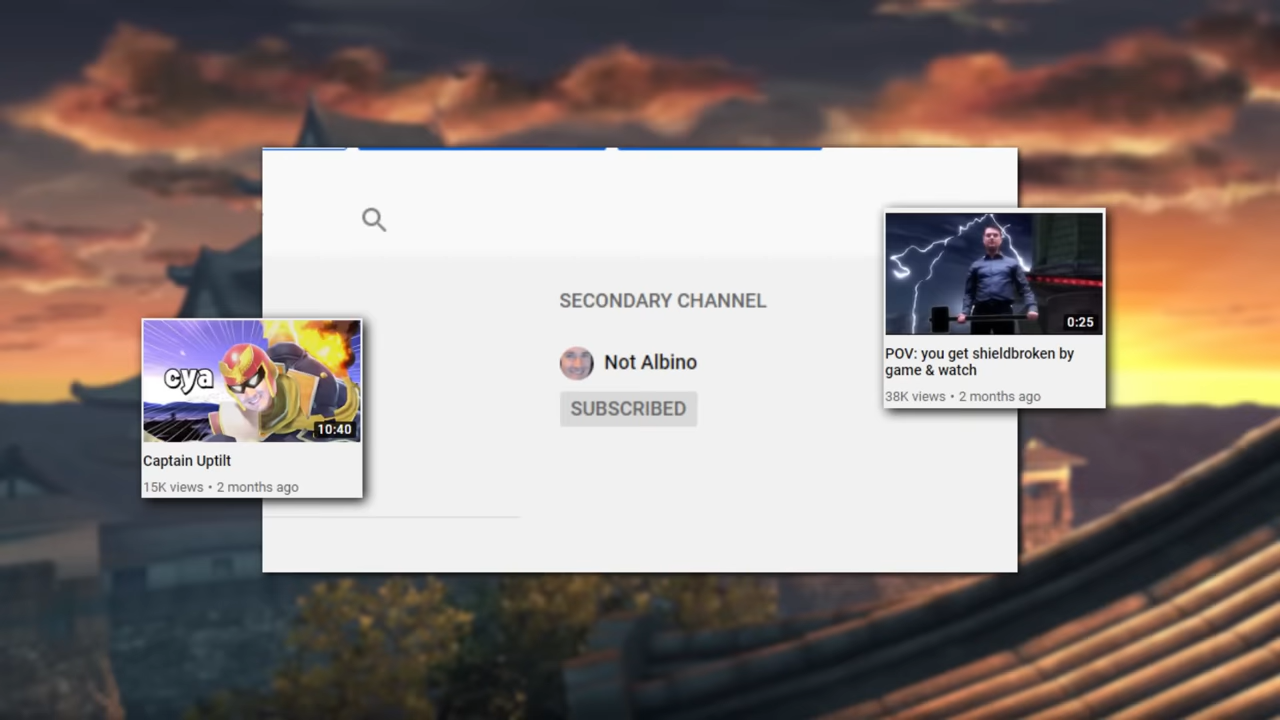 SECONDARY CHANNEL
Not Albino
SUBSCRIBED
cya
10:40
Captain Uptilt
15K views • 2 months ago
0:25
POV: you get shieldbroken by
game & watch
38K views • 2 months ago